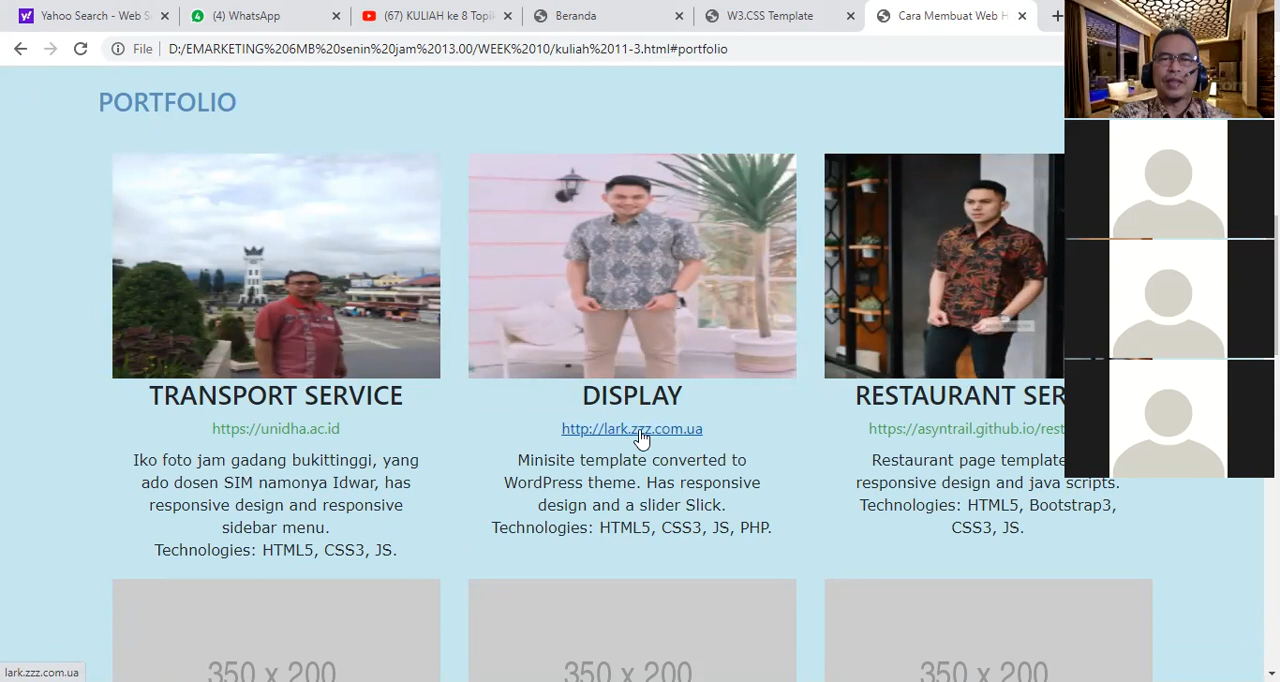 Yahoo Search - Web S
(4) WhatsApp
(67) KULIAH ke 8 Topi
Beranda
W3.CSS Template
Cara Membuat Web H
File
D:/EMARKETING%206MB%20senin%20jam%2013.00/WEEK%2010/kuliah%2011-3.html#portfolio
PORTFOLIO
TRANSPORT SERVICE
https://unidha.ac.id
Iko foto jam gadang bukittinggi, yang
ado dosen SIM namonya Idwar, has
responsive design and responsive
sidebar menu.
Technologies: HTML5, CSS3, JS.
DISPLAY
http://lark.zzz.com.ua
Minisite template converted to
WordPress theme. Has responsive
design and a slider Slick.
Technologies: HTML5, CSS3, JS, PHP.
RESTAURANT SER
https://asyntrail.github.io/rest
Restaurant page template
responsive design and java scripts.
Technologies: HTML5, Bootstrap3,
CSS3, JS.
350 x 200
350 x 200
350 x 200
lark.zzz.com.ua